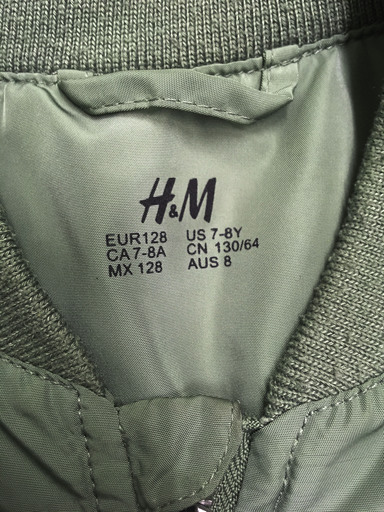 H&M
EUR128 US 7-8Y
CA7-8A CN 130/64
MX 128 AUS 8